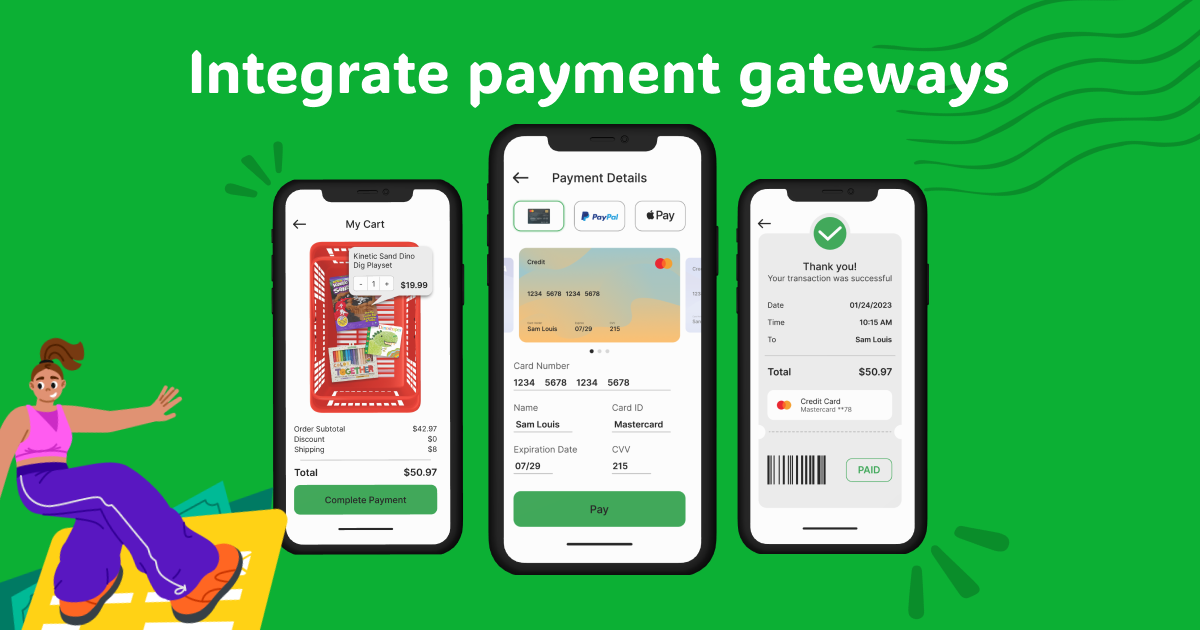 Integrate payment gateways
My Cart
Kinetic Sand Dino
Dig Playset
- 1 + $19.99
TOGETHER
Order Subtotal $42.97
Discount $0
Shipping $8
Total $50.97
Complete Payment
Payment Details
PayPal Pay
Credit
1234 5678 1234 5678
Sam Louis 07/29 215
Card Number
1234 5678 1234 5678
Name Card ID
Sam Louis Mastercard
Expiration Date CVV
07/29 215
Pay
Thank you!
Your transaction was successful
Date 01/24/2023
Time 10:15 AM
To Sam Louis
Total $50.97
Credit Card
Mastercard **78
PAID